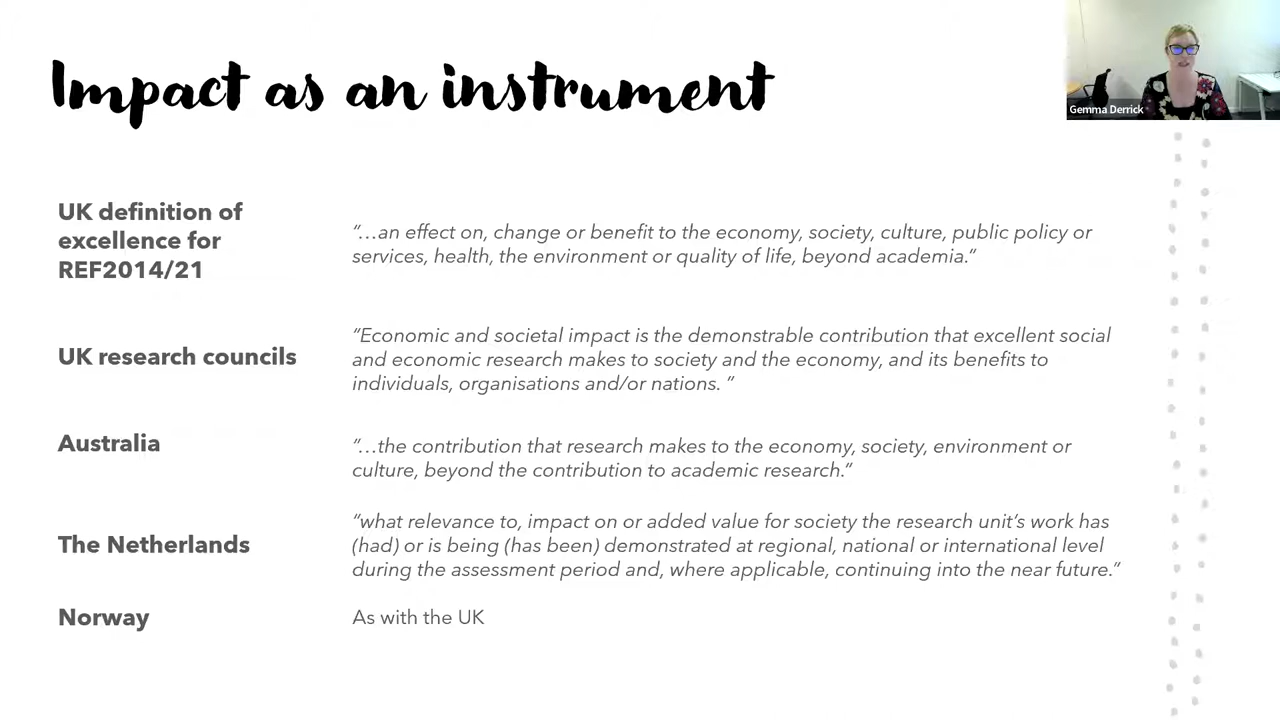 Impact as an instrument
Gemma Derrick
UK definition of
excellence for
REF2014/21
“…an effect on, change or benefit to the economy, society, culture, public policy or
services, health, the environment or quality of life, beyond academia.”
UK research councils
“Economic and societal impact is the demonstrable contribution that excellent social
and economic research makes to society and the economy, and its benefits to
individuals, organisations and/or nations. ”
Australia
“…the contribution that research makes to the economy, society, environment or
culture, beyond the contribution to academic research.”
The Netherlands
“what relevance to, impact on or added value for society the research unit’s work has
(had) or is being (has been) demonstrated at regional, national or international level
during the assessment period and, where applicable, continuing into the near future.”
Norway
As with the UK